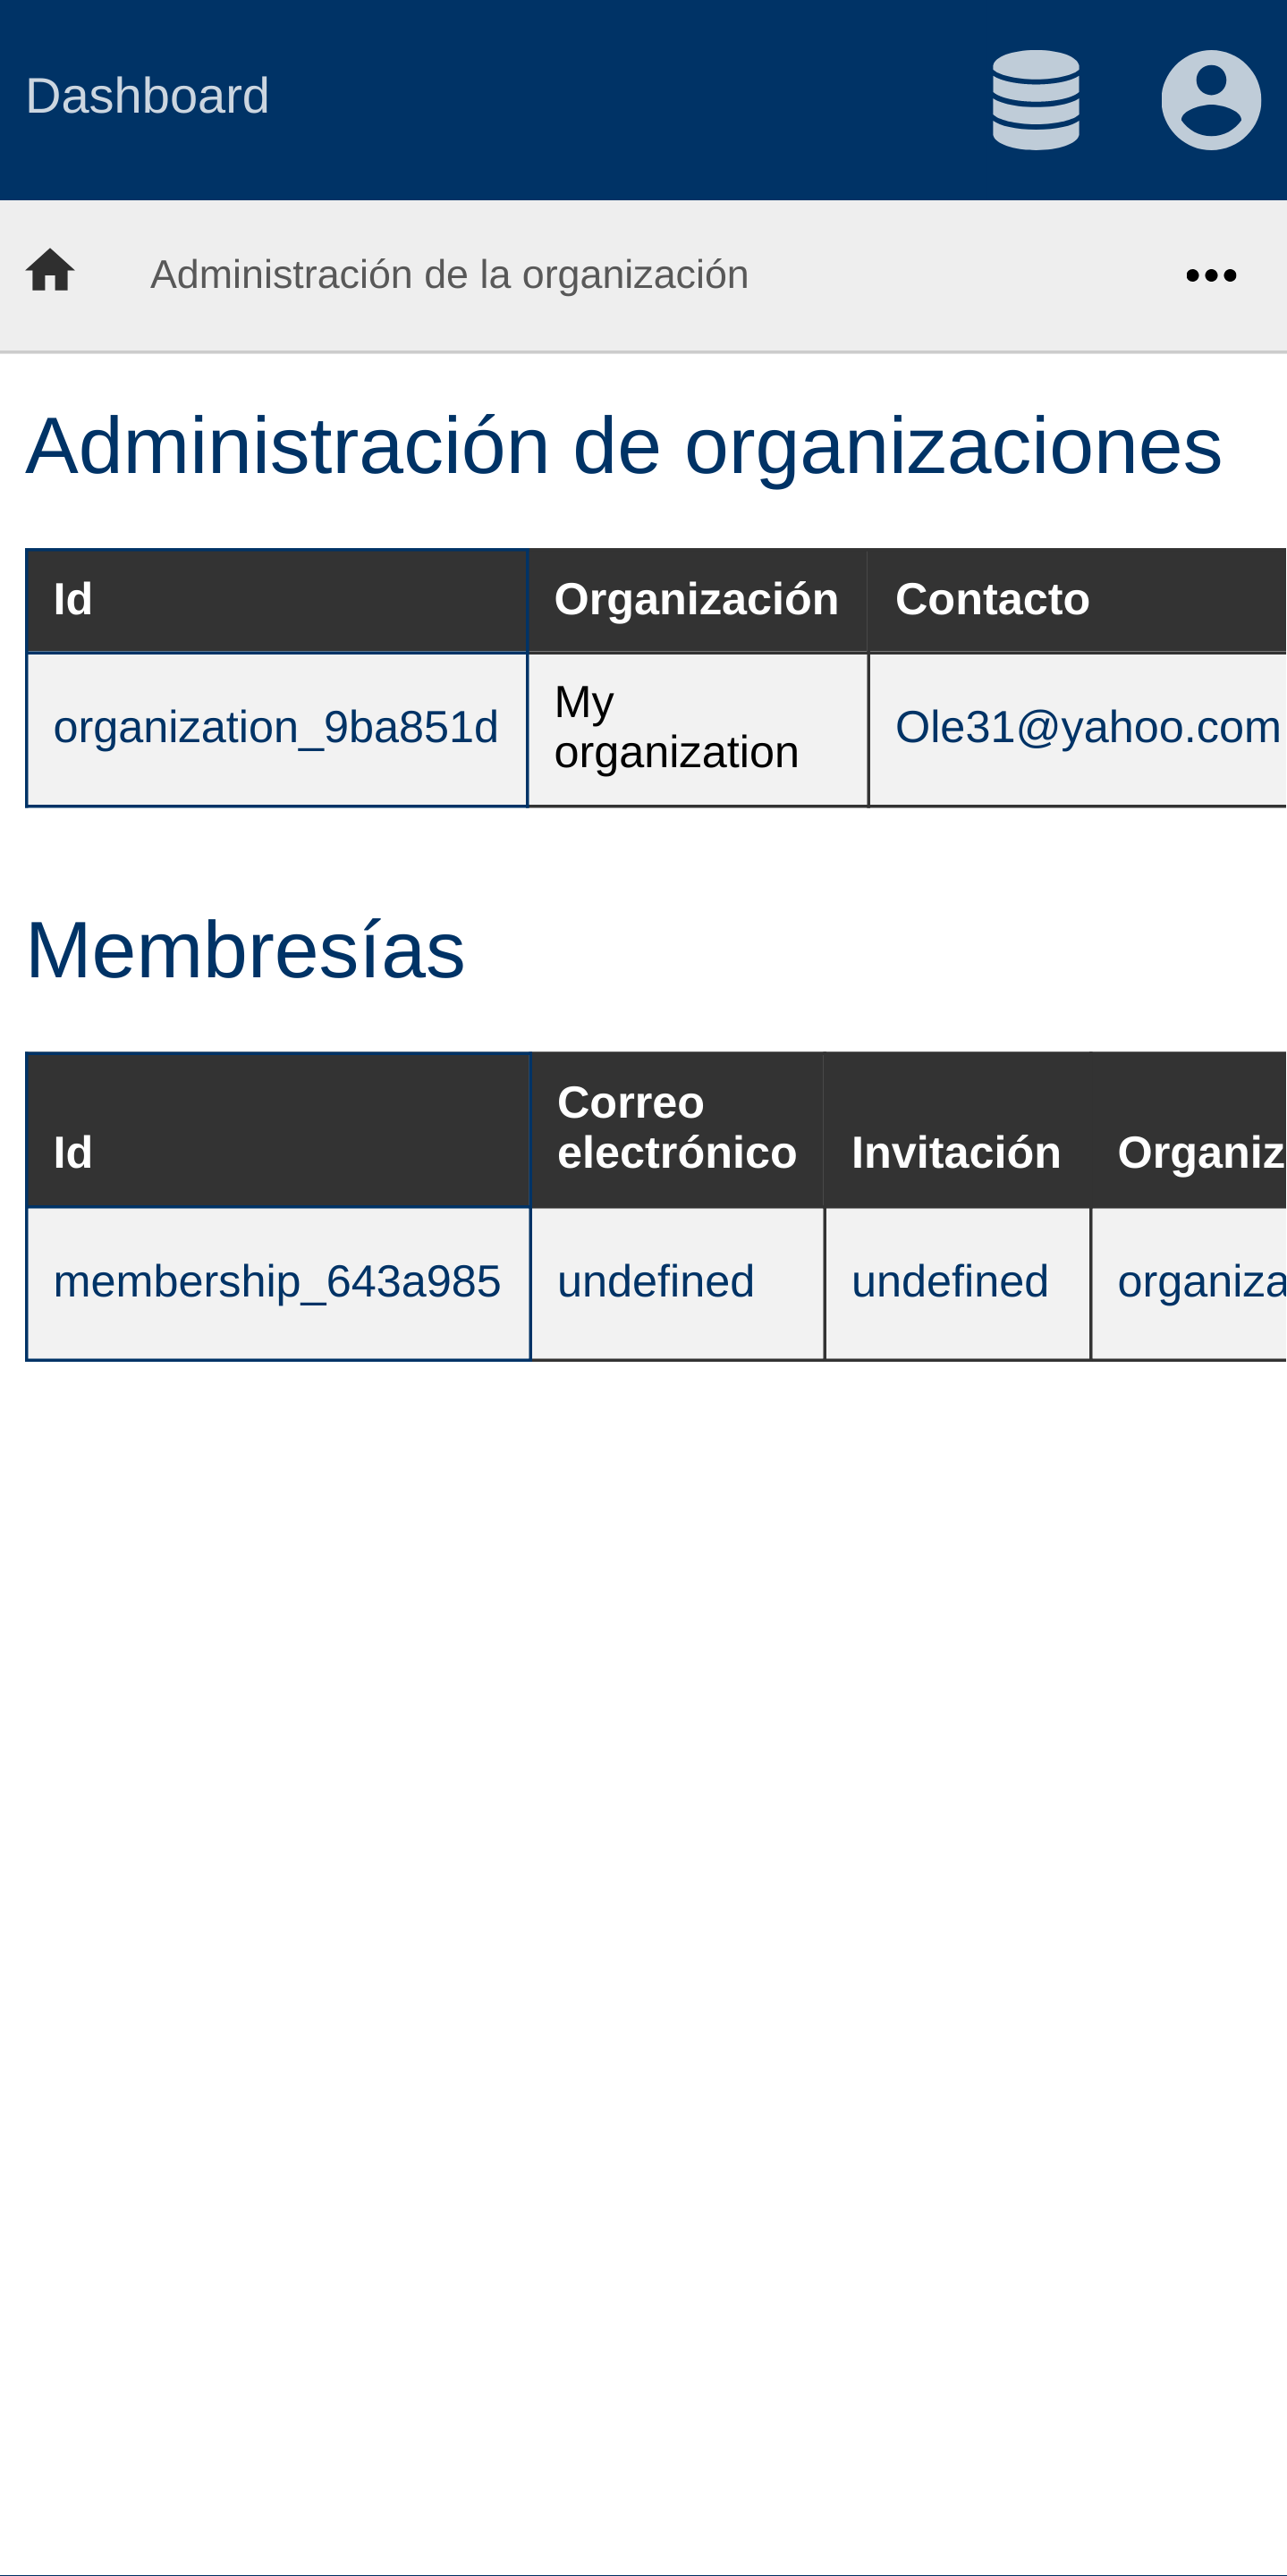 Dashboard
Administración de la organización
Administración de organizaciones
Id Organización Contacto
organization_9ba851d My organization Ole31@yahoo.com
Membresías
Id Correo electrónico Invitación Organiz
membership_643a985 undefined undefined organiza